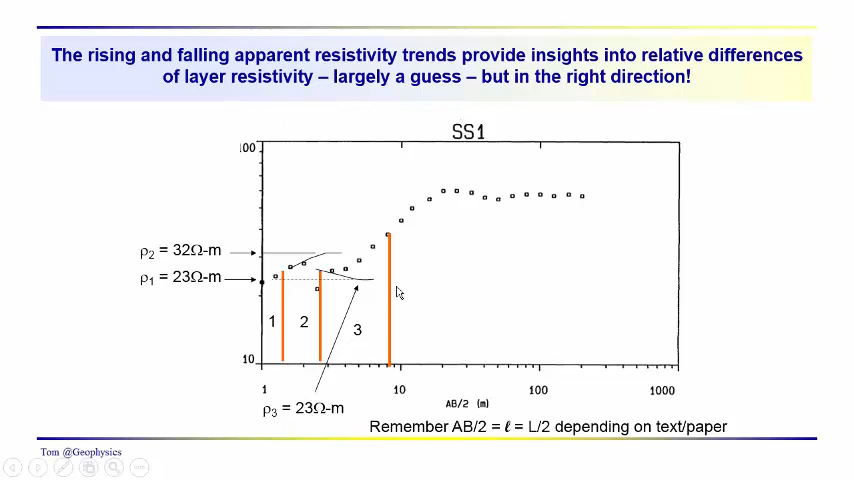 The rising and falling apparent resistivity trends provide insights into relative differences
of layer resistivity – largely a guess – but in the right direction!
SS1
100
ρ2 = 32Ω-m
ρ1 = 23Ω-m
1
2
3
10
1
10
100
1000
AB/2 (m)
ρ3 = 23Ω-m
Remember AB/2 = ℓ = L/2 depending on text/paper
Tom @Geophysics